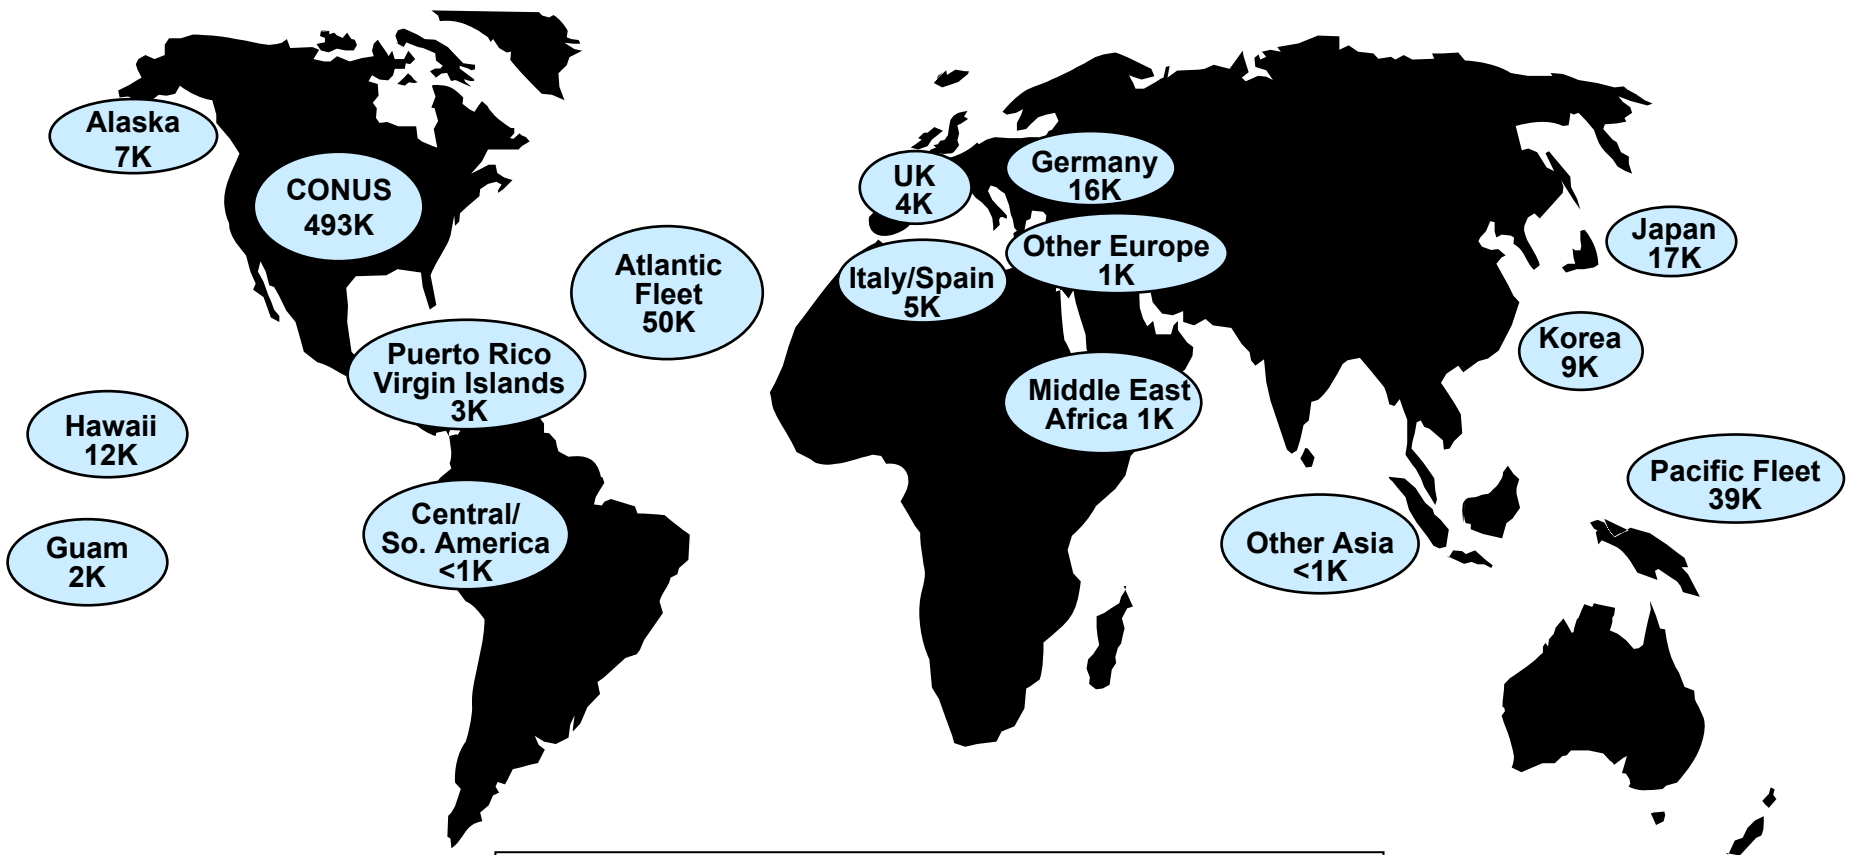 Alaska
7K
CONUS
493K
Atlantic
Fleet
50K
UK
4K
Germany
16K
Other Europe
1K
Italy/Spain
5K
Japan
17K
Korea
9K
Puerto Rico
Virgin Islands
3K
Middle East
Africa 1K
Hawaii
12K
Pacific Fleet
39K
Central/
So. America
<1K
Other Asia
<1K
Guam
2K